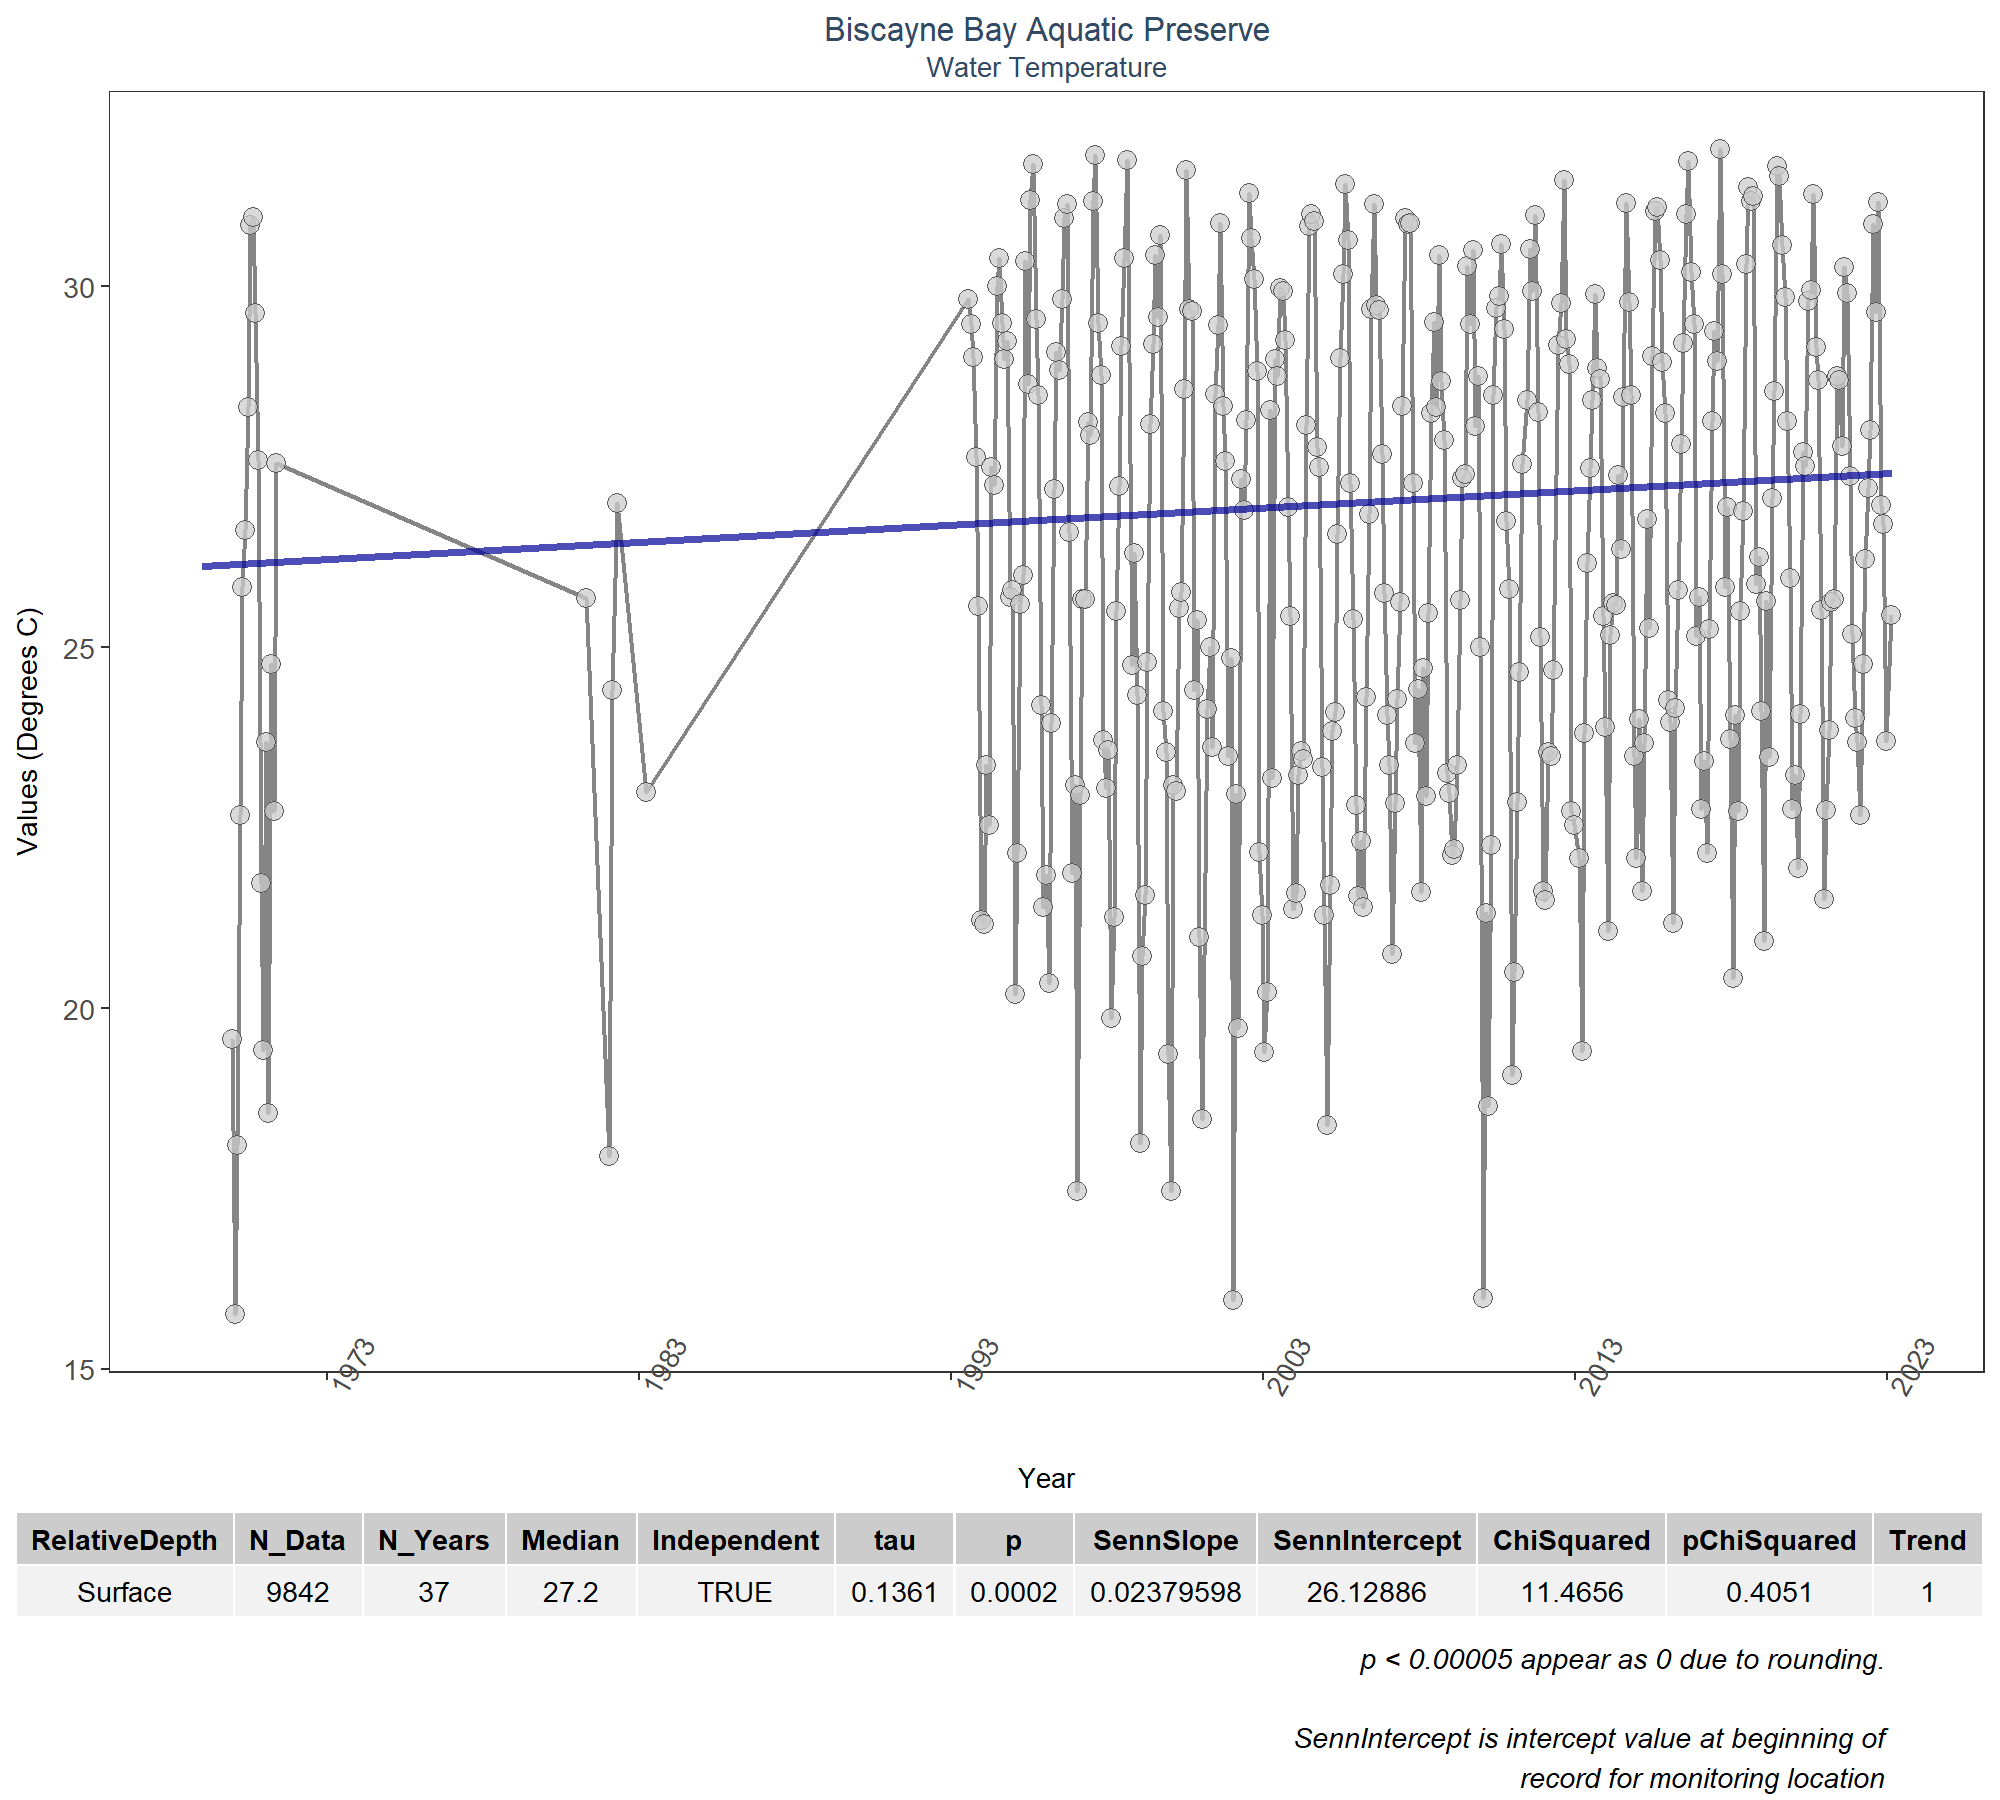 Biscayne Bay Aquatic Preserve
Water Temperature
Values (Degrees C)
30
25
20
15
1973
1983
1993
2003
2013
2023
Year
RelativeDepth N_Data N_Years Median Independent tau p SennSlope SennIntercept ChiSquared pChiSquared Trend
Surface 9842 37 27.2 TRUE 0.1361 0.0002 0.02379598 26.12886 11.4656 0.4051 1
p < 0.00005 appear as 0 due to rounding.
SennIntercept is intercept value at beginning of
record for monitoring location